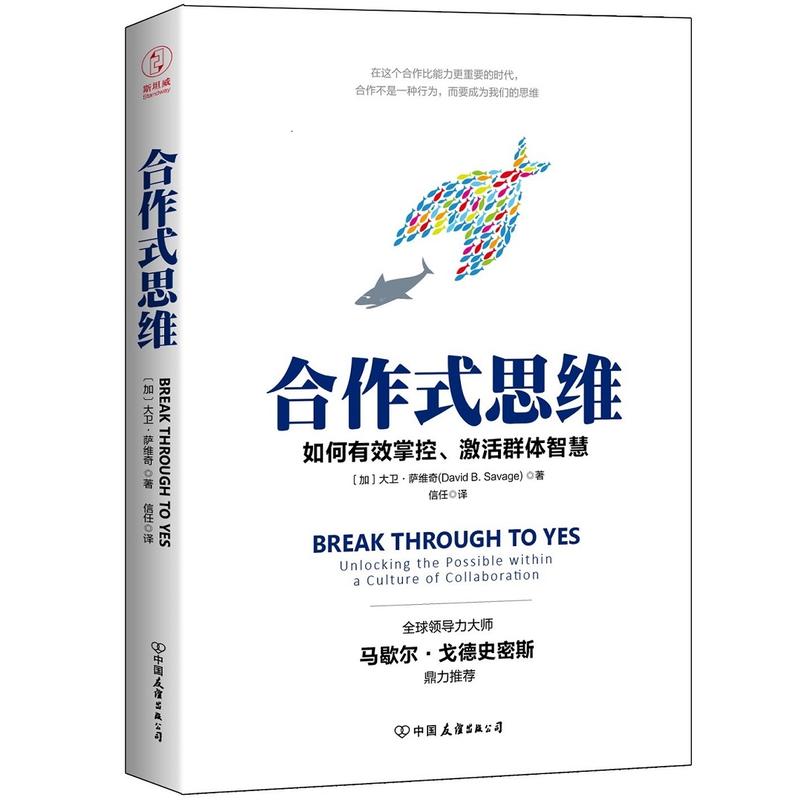 斯坦威
Standway
合作式思维
BREAK THROUGH TO YES
［加］大卫·萨维奇 ◎著 信任◎译
中国友谊出版公司
在这个合作比能力更重要的时代，
合作不是一种行为，而要成为我们的思维
合作式思维
如何有效掌控、激活群体智慧
［加］大卫·萨维奇(David B. Savage) ◎著
信任◎译
BREAK THROUGH TO YES
Unlocking the Possible within
a Culture of Collaboration
全球领导力大师
马歇尔·戈德史密斯
鼎力推荐
中国友谊出版公司